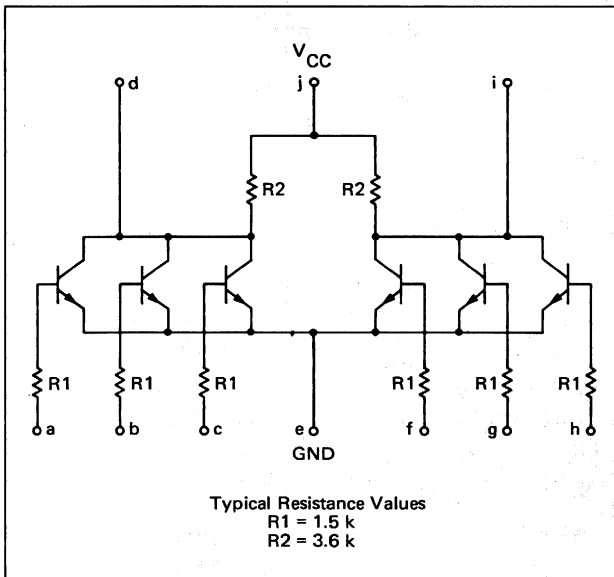 V_CC
d j i
R2 R2
R1 R1 R1 R1 R1 R1
a b c e f g h
GND
Typical Resistance Values
R1 = 1.5 k
R2 = 3.6 k